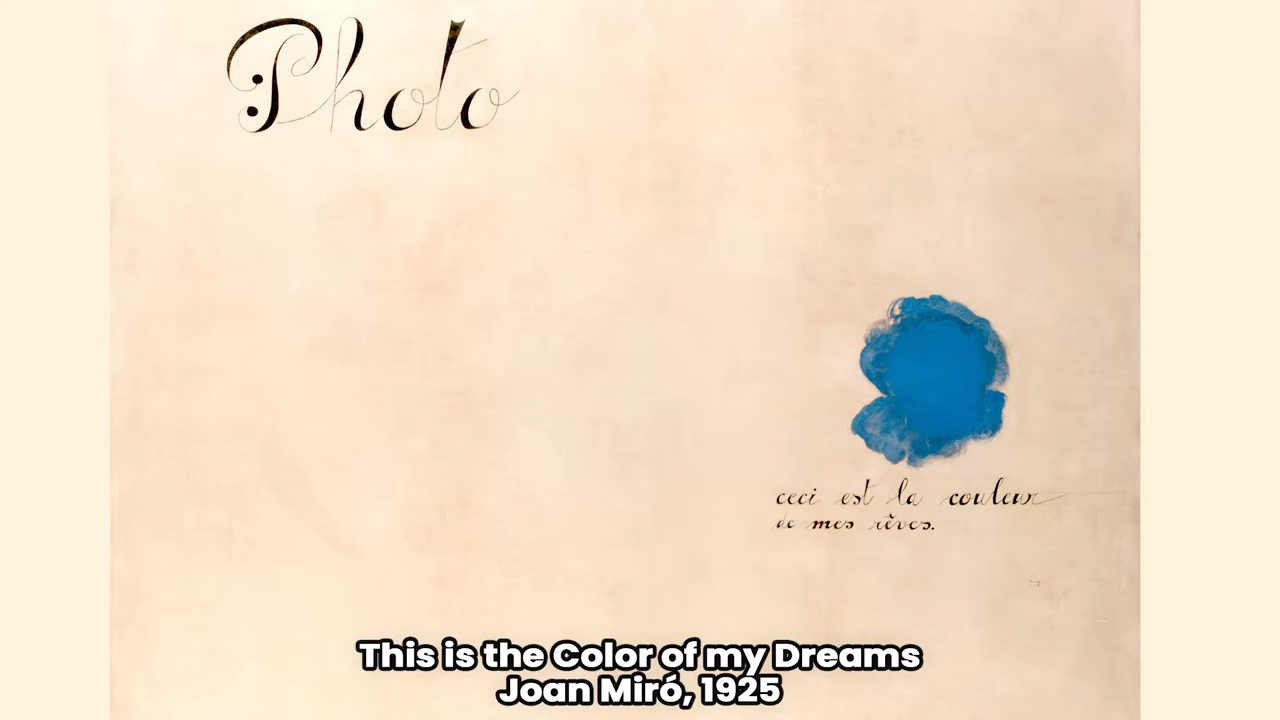 Photo
ceci est la couleur
de mes rêves.
This is the Color of my Dreams
Joan Miró, 1925